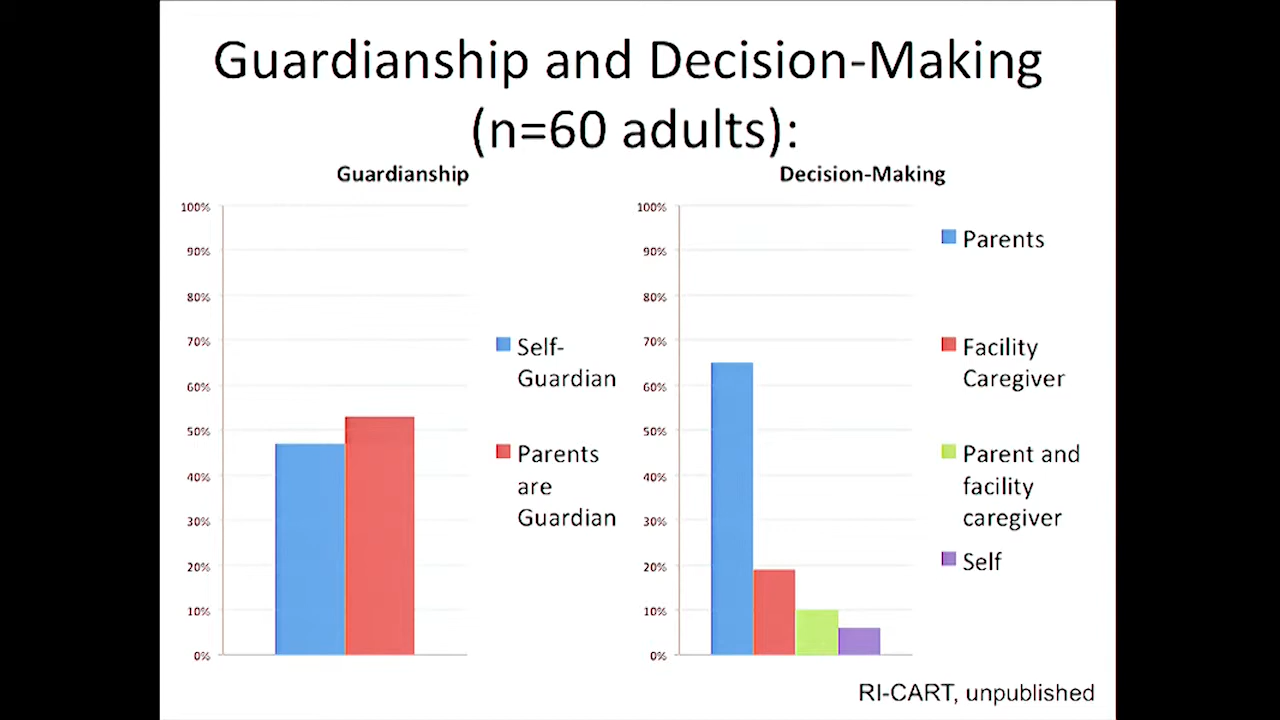 Guardianship and Decision-Making
(n=60 adults):
Guardianship
100%
90%
80%
70%
60%
50%
40%
30%
20%
10%
0%
Self-
Guardian
Parents
are
Guardian
Decision-Making
100%
90%
80%
70%
60%
50%
40%
30%
20%
10%
0%
Parents
Facility
Caregiver
Parent and
facility
caregiver
Self
RI-CART, unpublished